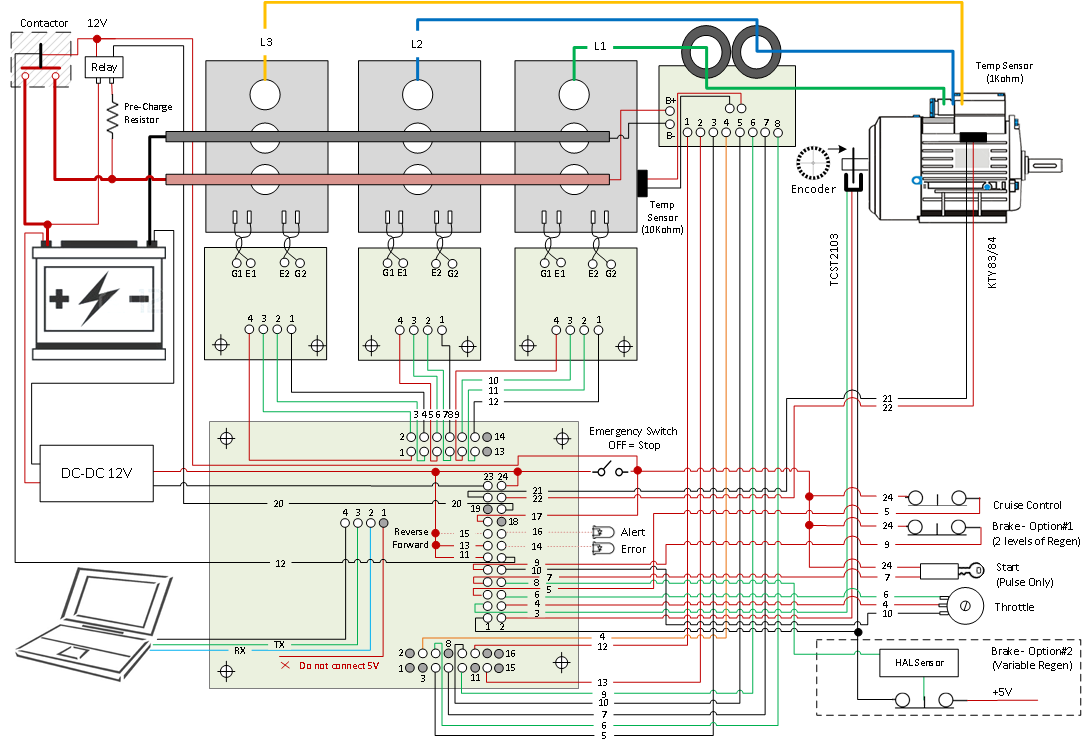 Contactor
12V
Relay
Pre-Charge
Resistor
L3
L2
L1
B+
B-
1 2 3 4 5 6 7 8
Temp Sensor
(1Kohm)
Encoder
Temp
Sensor
(10Kohm)
TCST2103
KTY83/84
G1 E1 E2 G2
G1 E1 E2 G2
G1 E1 E2 G2
4 3 2 1
4 3 2 1
4 3 2 1
10
11
12
3 4 5 6 7 8 9
21
22
2
14
1
13
Emergency Switch
OFF = Stop
DC-DC 12V
23 24
20
20
21
22
19
18
17
4 3 2 1
Reverse
15
16
Alert
Forward
13
14
Error
11
12
9
10
7
8
5
6
4
3
1 2
24
5
Cruise Control
24
9
Brake - Option#1
(2 levels of Regen)
24
7
Start
(Pulse Only)
6
4
10
Throttle
TX
RX
Do not connect 5V
4
12
2
8
16
1
3
11
15
13
9
10
7
6
5
Brake - Option#2
(Variable Regen)
HAL Sensor
+5V